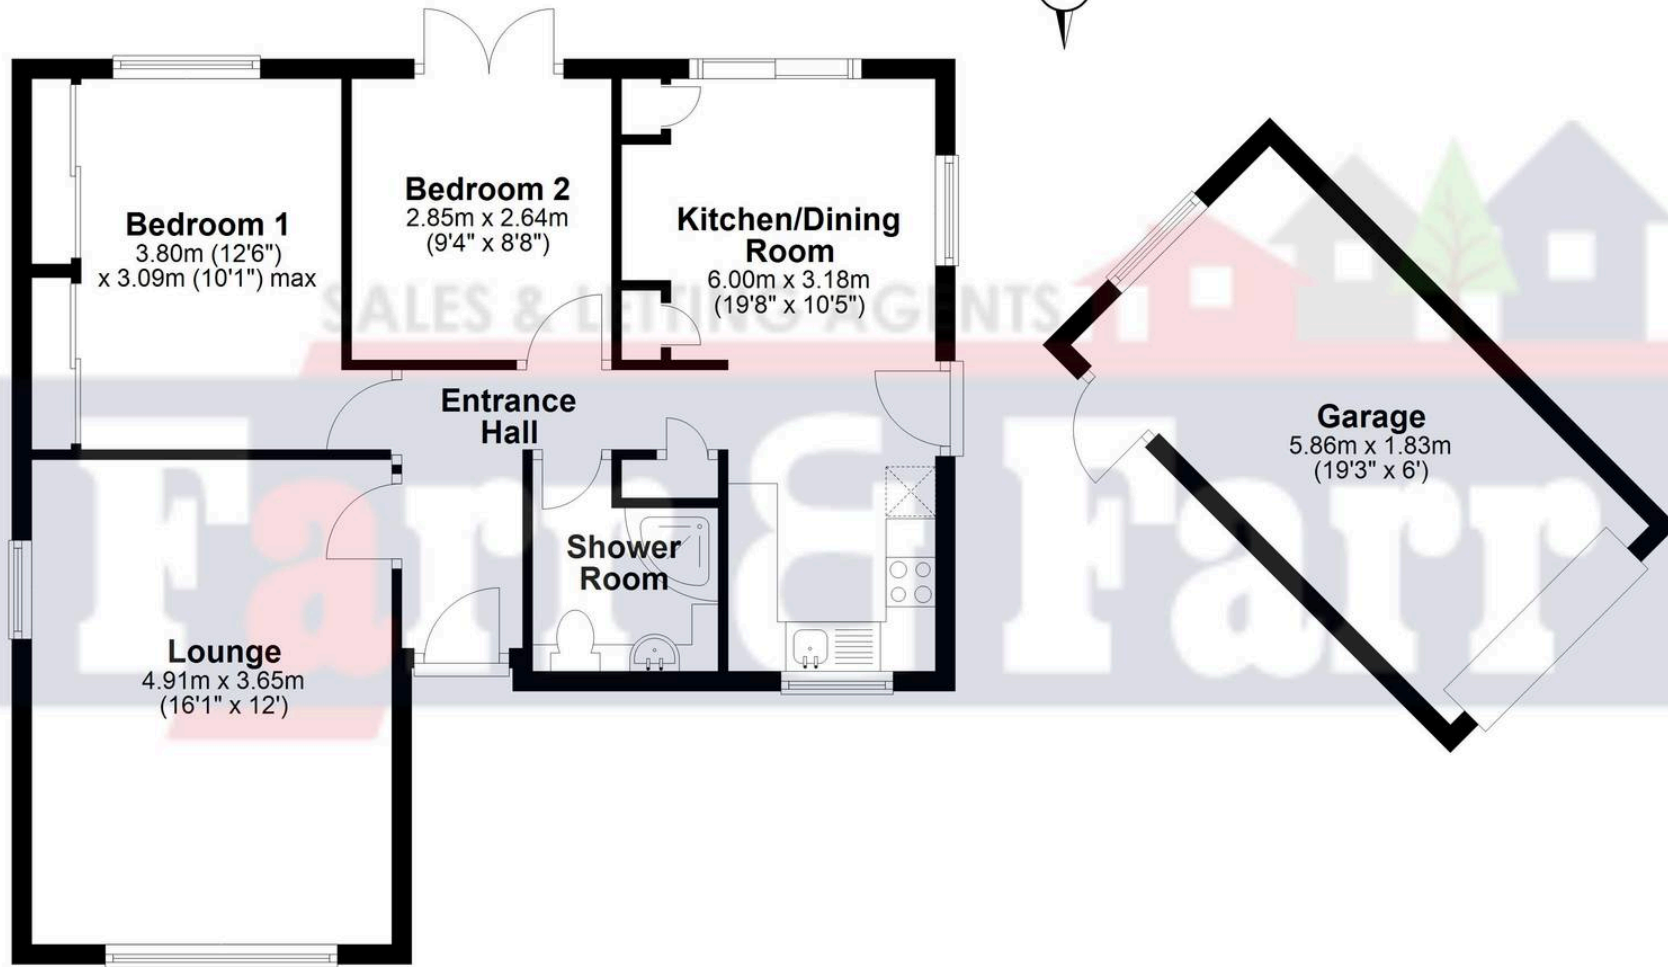 Bedroom 1
3.80m (12'6")
x 3.09m (10'1") max
Bedroom 2
2.85m x 2.64m
(9'4" x 8'8")
Kitchen/Dining
Room
6.00m x 3.18m
(19'8" x 10'5")
SALES & LETTING AGENTS
Entrance
Hall
Garage
5.86m x 1.83m
(19'3" x 6')
Farr & Farr
Shower
Room
Lounge
4.91m x 3.65m
(16'1" x 12')